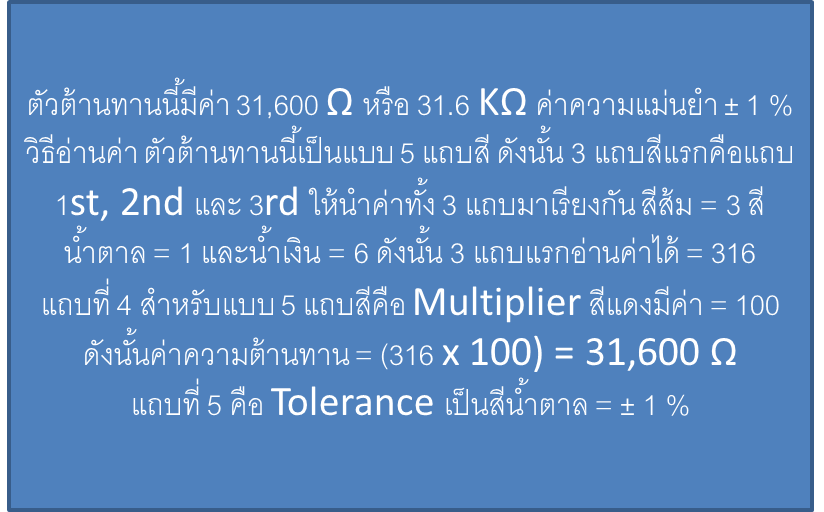 ตัวต้านทานนี้มีค่า 31,600 Ω หรือ 31.6 KΩ ค่าความแม่นยำ ± 1 %
วิธีอ่านค่า ตัวต้านทานนี้เป็นแบบ 5 แถบสี ดังนั้น 3 แถบสีแรกคือแถบ
1st, 2nd และ 3rd ให้นำค่าทั้ง 3 แถบมาเรียงกัน สีส้ม = 3 สี
น้ำตาล = 1 และน้ำเงิน = 6 ดังนั้น 3 แถบแรกอ่านค่าได้ = 316
แถบที่ 4 สำหรับแบบ 5 แถบสีคือ Multiplier สีแดงมีค่า = 100
ดังนั้นค่าความต้านทาน = (316 x 100) = 31,600 Ω
แถบที่ 5 คือ Tolerance เป็นสีน้ำตาล = ± 1 %